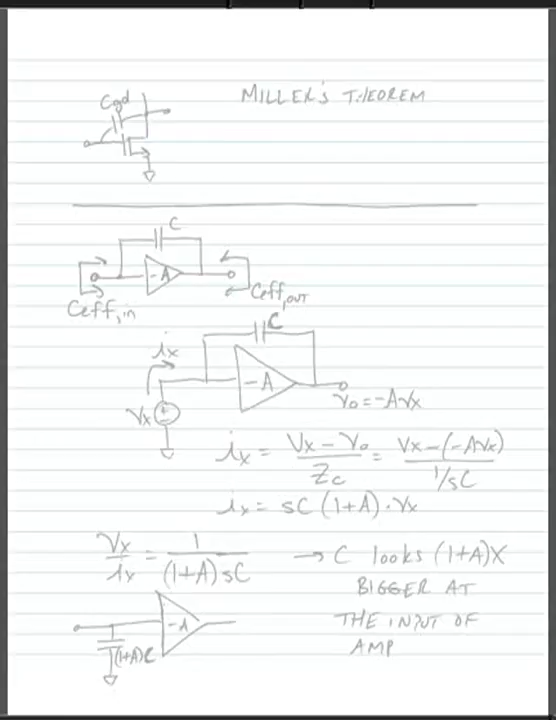 MILLER'S THEOREM
Cgd
C
-A
Ceff,in
Ceff,OUT
C
ix
-A
Vx
Vo = -AVx
ix = Vx - Vo / Zc = Vx - (-AVx) / 1/sC
ix = sC (1+A) · Vx
Vx / ix = 1 / (1+A) sC → C looks (1+A)X
BIGGER AT
THE INPUT OF
AMP
-A
(1+A)C